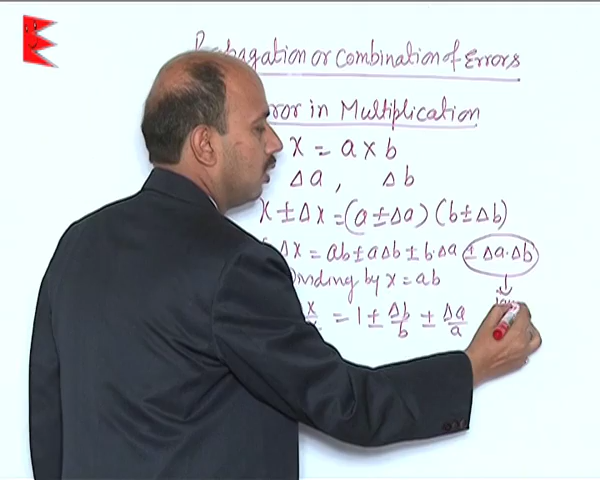 Propagation or Combination of Errors
Error in Multiplication
x = a × b
Δa , Δb
x ± Δx = (a ± Δa) (b ± Δb)
Δx = ab ± aΔb ± b·Δa ± Δa·Δb
Dividing by x = ab
= 1 ± Δb/b ± Δa/a